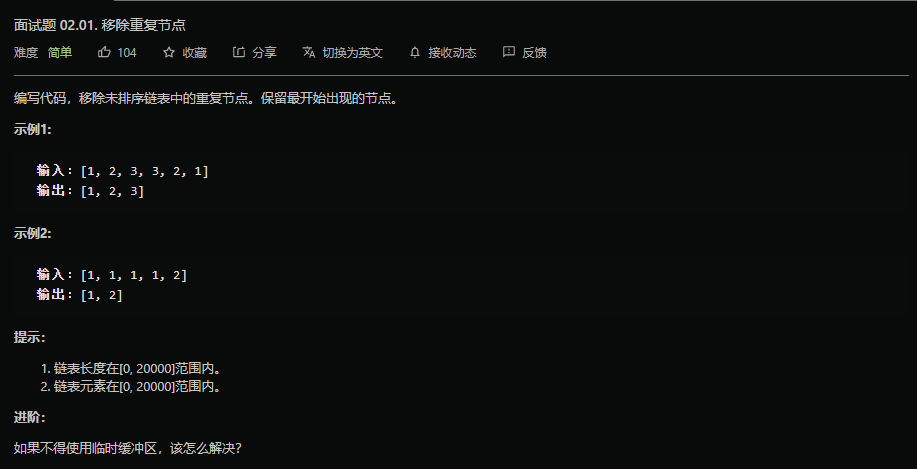 面试题 02.01. 移除重复节点
难度 简单 104 收藏 分享 切换为英文 接收动态 反馈
编写代码，移除未排序链表中的重复节点。保留最开始出现的节点。
示例1:
输入：[1, 2, 3, 3, 2, 1]
输出：[1, 2, 3]
示例2:
输入：[1, 1, 1, 1, 2]
输出：[1, 2]
提示：
1. 链表长度在[0, 20000]范围内。
2. 链表元素在[0, 20000]范围内。
进阶：
如果不得使用临时缓冲区，该怎么解决？